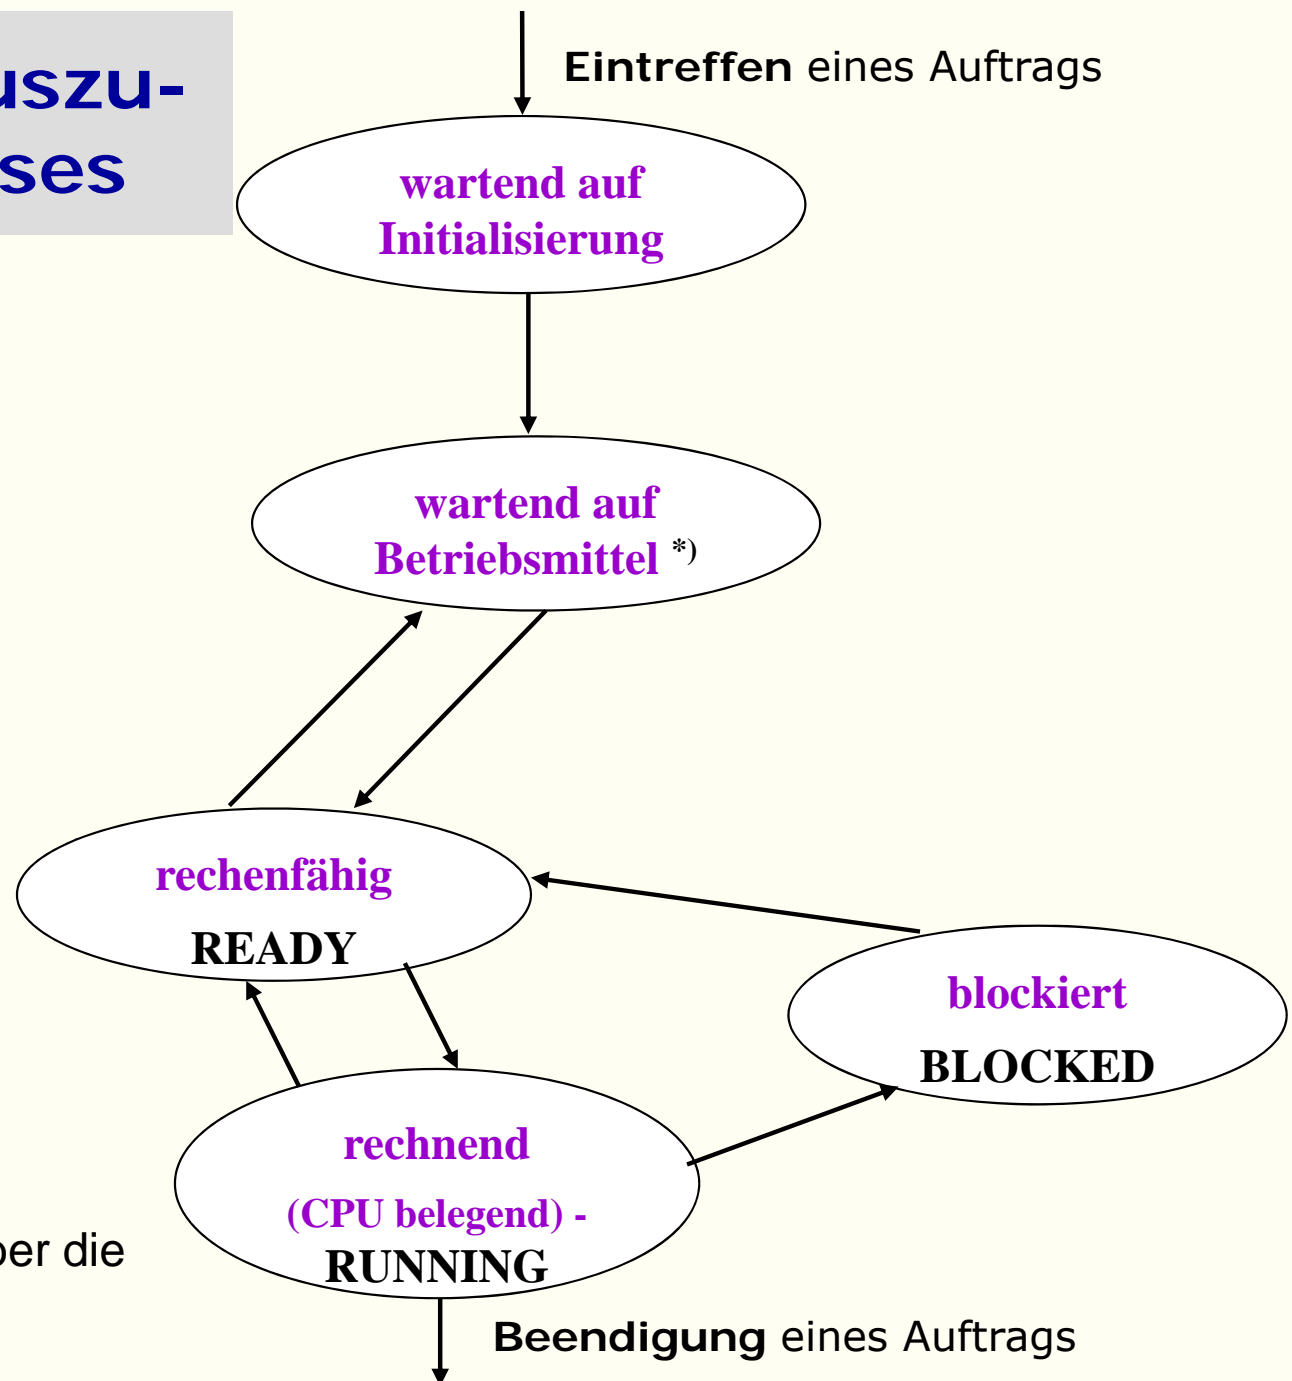 uszu-
ses
Eintreffen eines Auftrags
wartend auf
Initialisierung
wartend auf
Betriebsmittel *)
rechenfähig
READY
blockiert
BLOCKED
rechnend
(CPU belegend) -
RUNNING
er die
Beendigung eines Auftrags